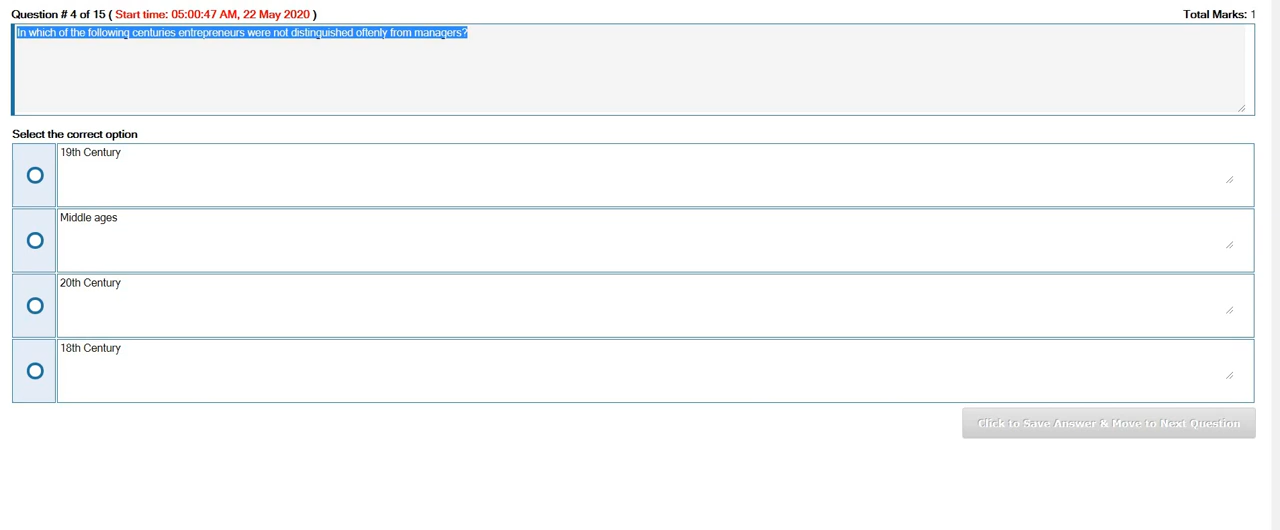 Question # 4 of 15 ( Start time: 05:00:47 AM, 22 May 2020 ) Total Marks: 1
In which of the following centuries entrepreneurs were not distinguished oftenly from managers?
Select the correct option
19th Century
Middle ages
20th Century
18th Century
Click to Save Answer & Move to Next Question